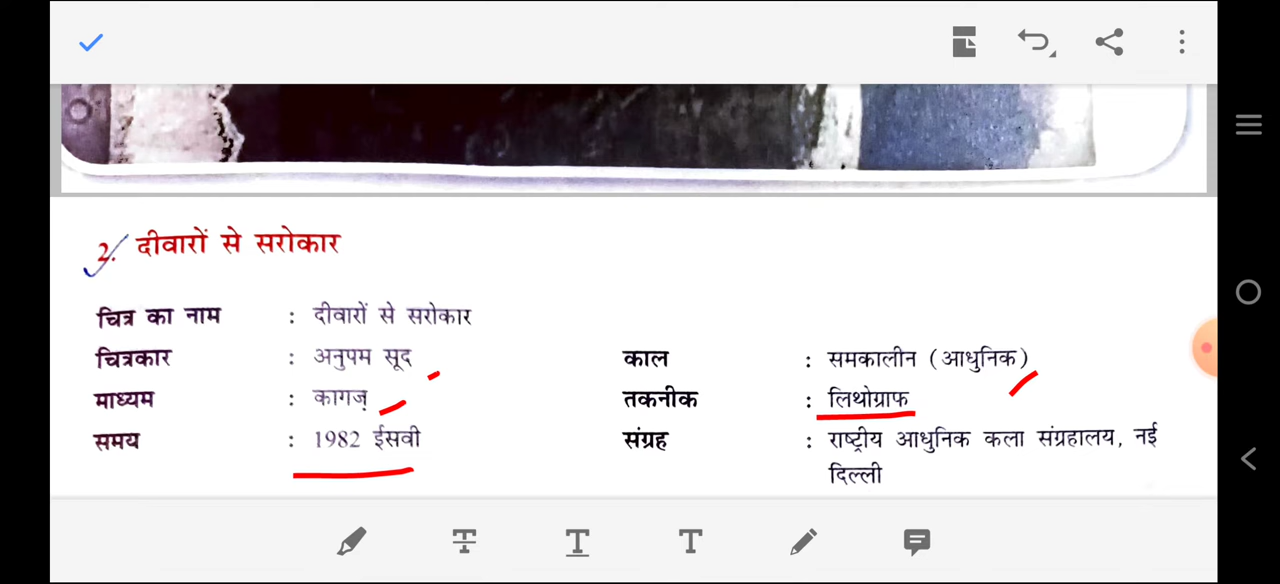 2. दीवारों से सरोकार
चित्र का नाम : दीवारों से सरोकार
चित्रकार : अनुपम सूद काल : समकालीन (आधुनिक)
माध्यम : कागज़ तकनीक : लिथोग्राफ
समय : 1982 ईसवी संग्रह : राष्ट्रीय आधुनिक कला संग्रहालय, नई
दिल्ली
T T T